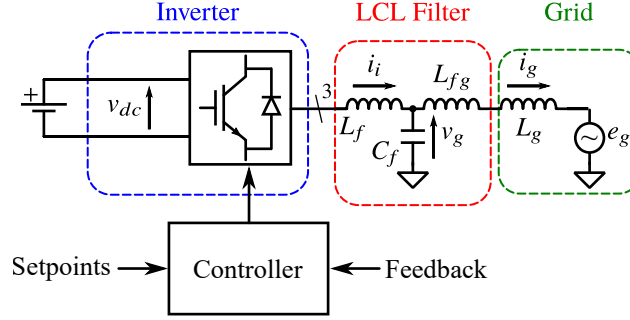 Inverter
LCL Filter
Grid
+
v_dc
3
i_i
L_f
L_fg
C_f
v_g
i_g
L_g
e_g
~
Setpoints
Controller
Feedback